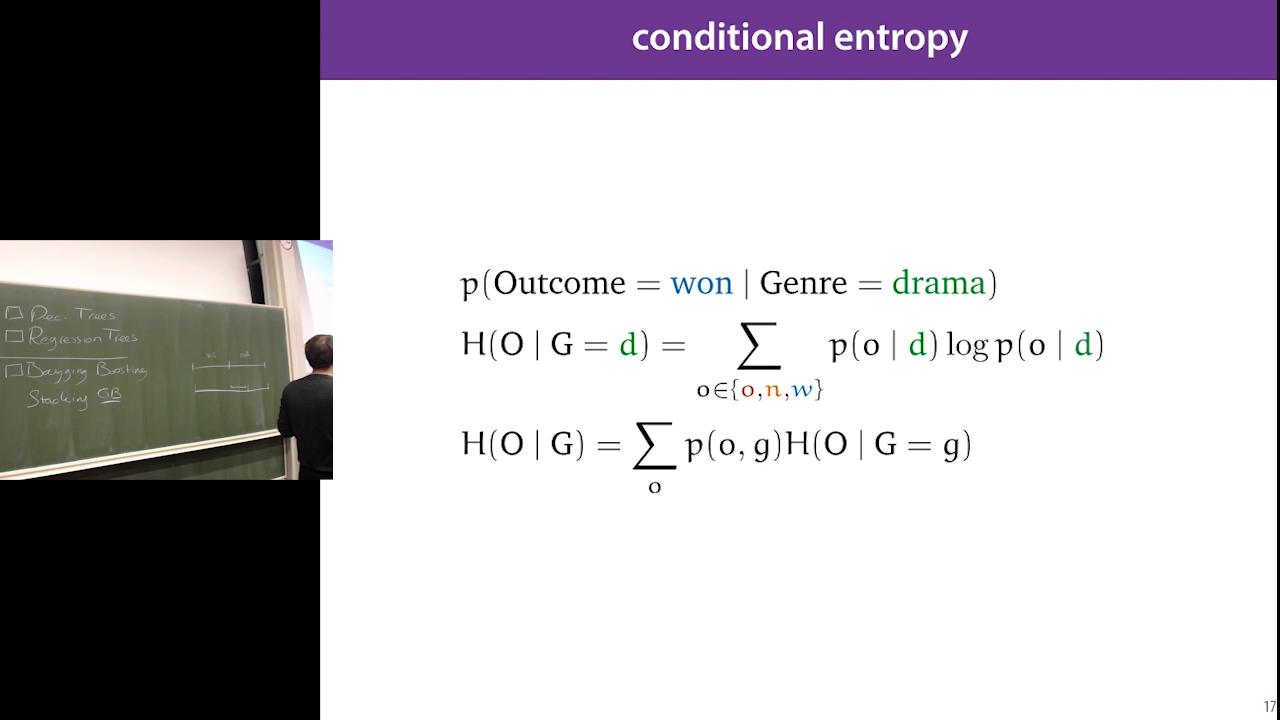 conditional entropy
p(Outcome = won | Genre = drama)
H(O | G = d) = ∑ p(o | d) log p(o | d)
o∈{o,n,w}
H(O | G) = ∑ p(o, g)H(O | G = g)
o
Dec. Trees
Regression Trees
Bagging Boosting
Stacking GB
17